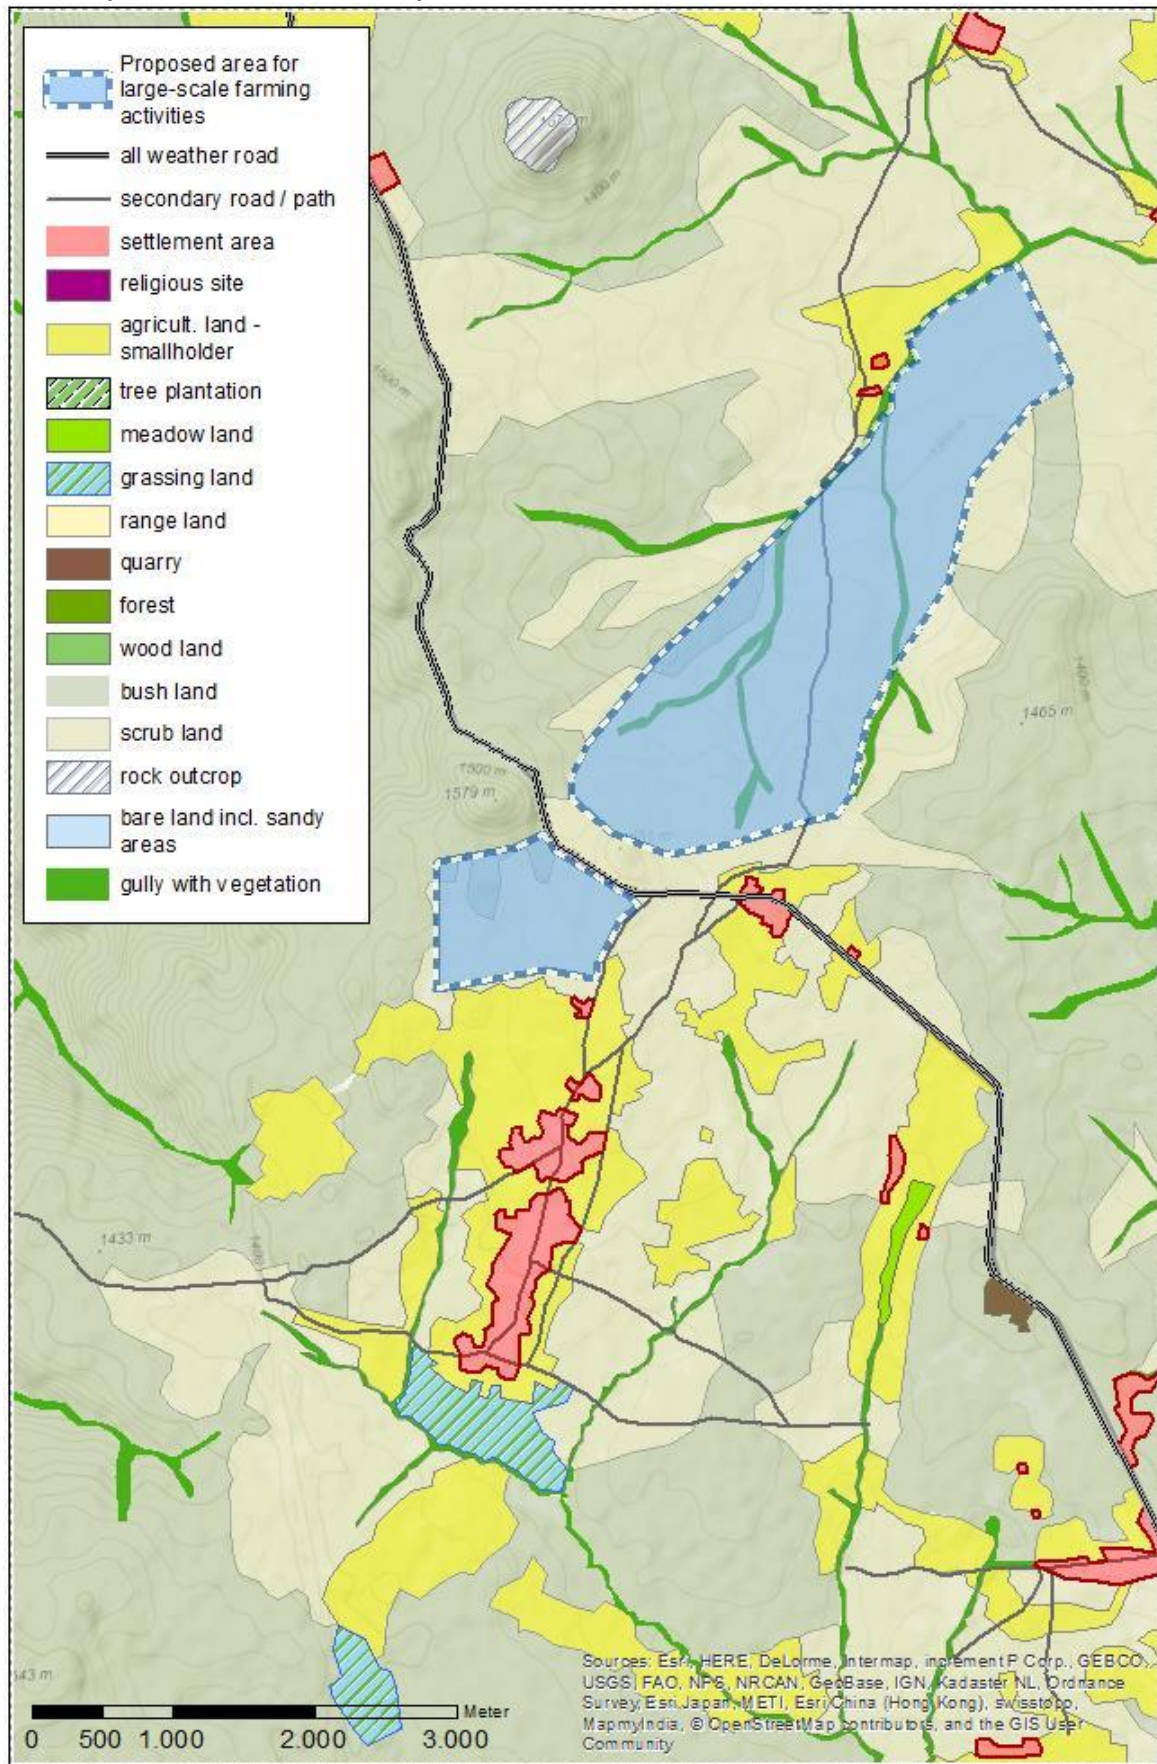 Proposed area for
large-scale farming
activities
all weather road
secondary road / path
settlement area
religious site
agricult. land -
smallholder
tree plantation
meadow land
grassing land
range land
quarry
forest
wood land
bush land
scrub land
rock outcrop
bare land incl. sandy
areas
gully with vegetation
1400 m
1500 m
1400 m
1465 m
1500 m
1579 m
1433 m
1400
Sources: Esri, HERE, DeLorme, Intermap, increment P Corp., GEBCO,
USGS, FAO, NPS, NRCAN, GeoBase, IGN, Kadaster NL, Ordnance
Survey, Esri Japan, METI, Esri China (Hong Kong), swisstopo,
MapmyIndia, © OpenStreetMap contributors, and the GIS User
Community
Meter
0 500 1.000 2.000 3.000